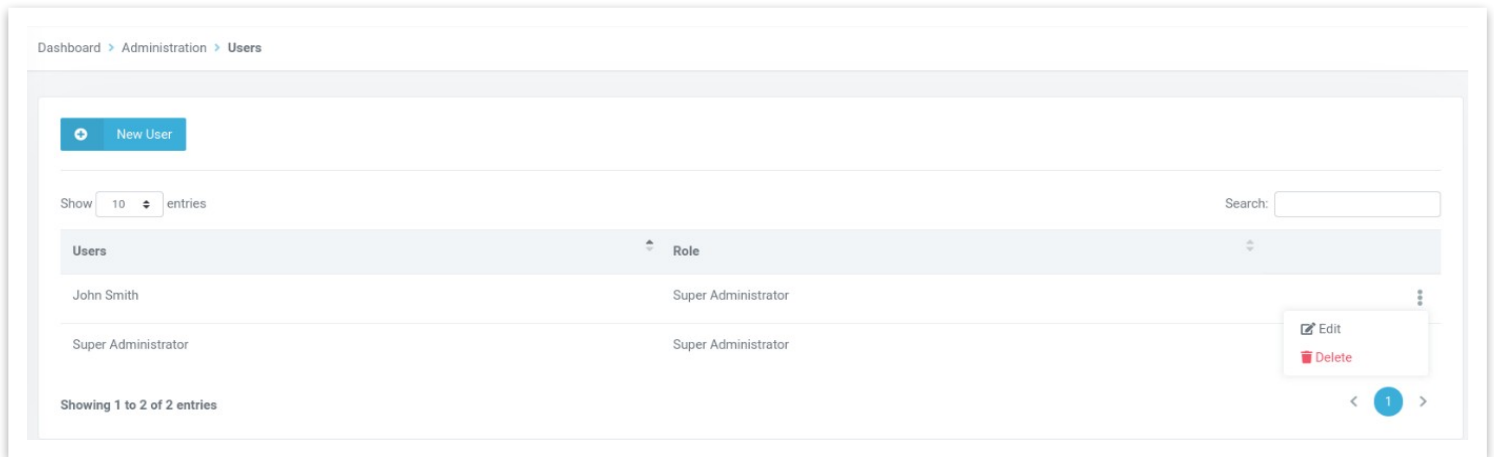 Dashboard > Administration > Users
New User
Show 10 entries
Search:
Users Role
John Smith Super Administrator
Edit
Super Administrator Super Administrator
Delete
Showing 1 to 2 of 2 entries
< 1 >